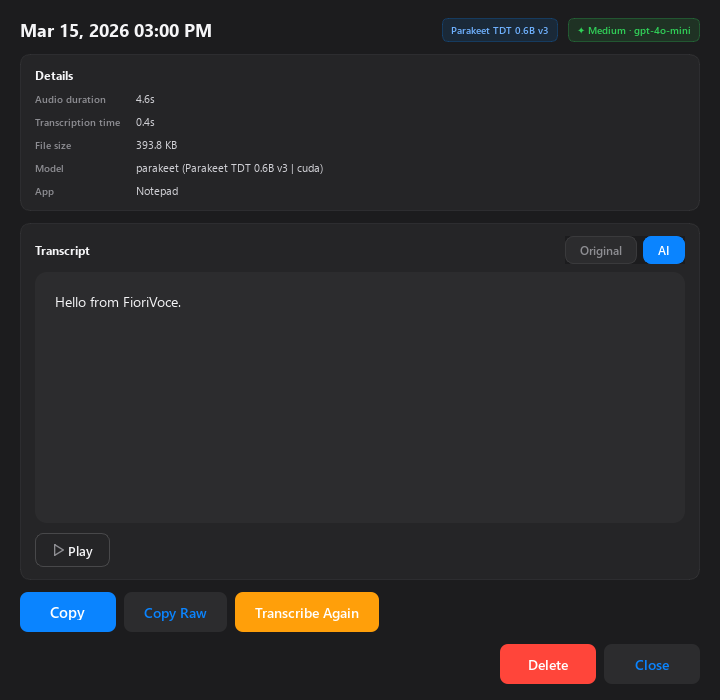 Mar 15, 2026 03:00 PM
Parakeet TDT 0.6B v3
✦ Medium · gpt-4o-mini
Details
Audio duration 4.6s
Transcription time 0.4s
File size 393.8 KB
Model parakeet (Parakeet TDT 0.6B v3 | cuda)
App Notepad
Transcript
Original
AI
Hello from FioriVoce.
Play
Copy
Copy Raw
Transcribe Again
Delete
Close